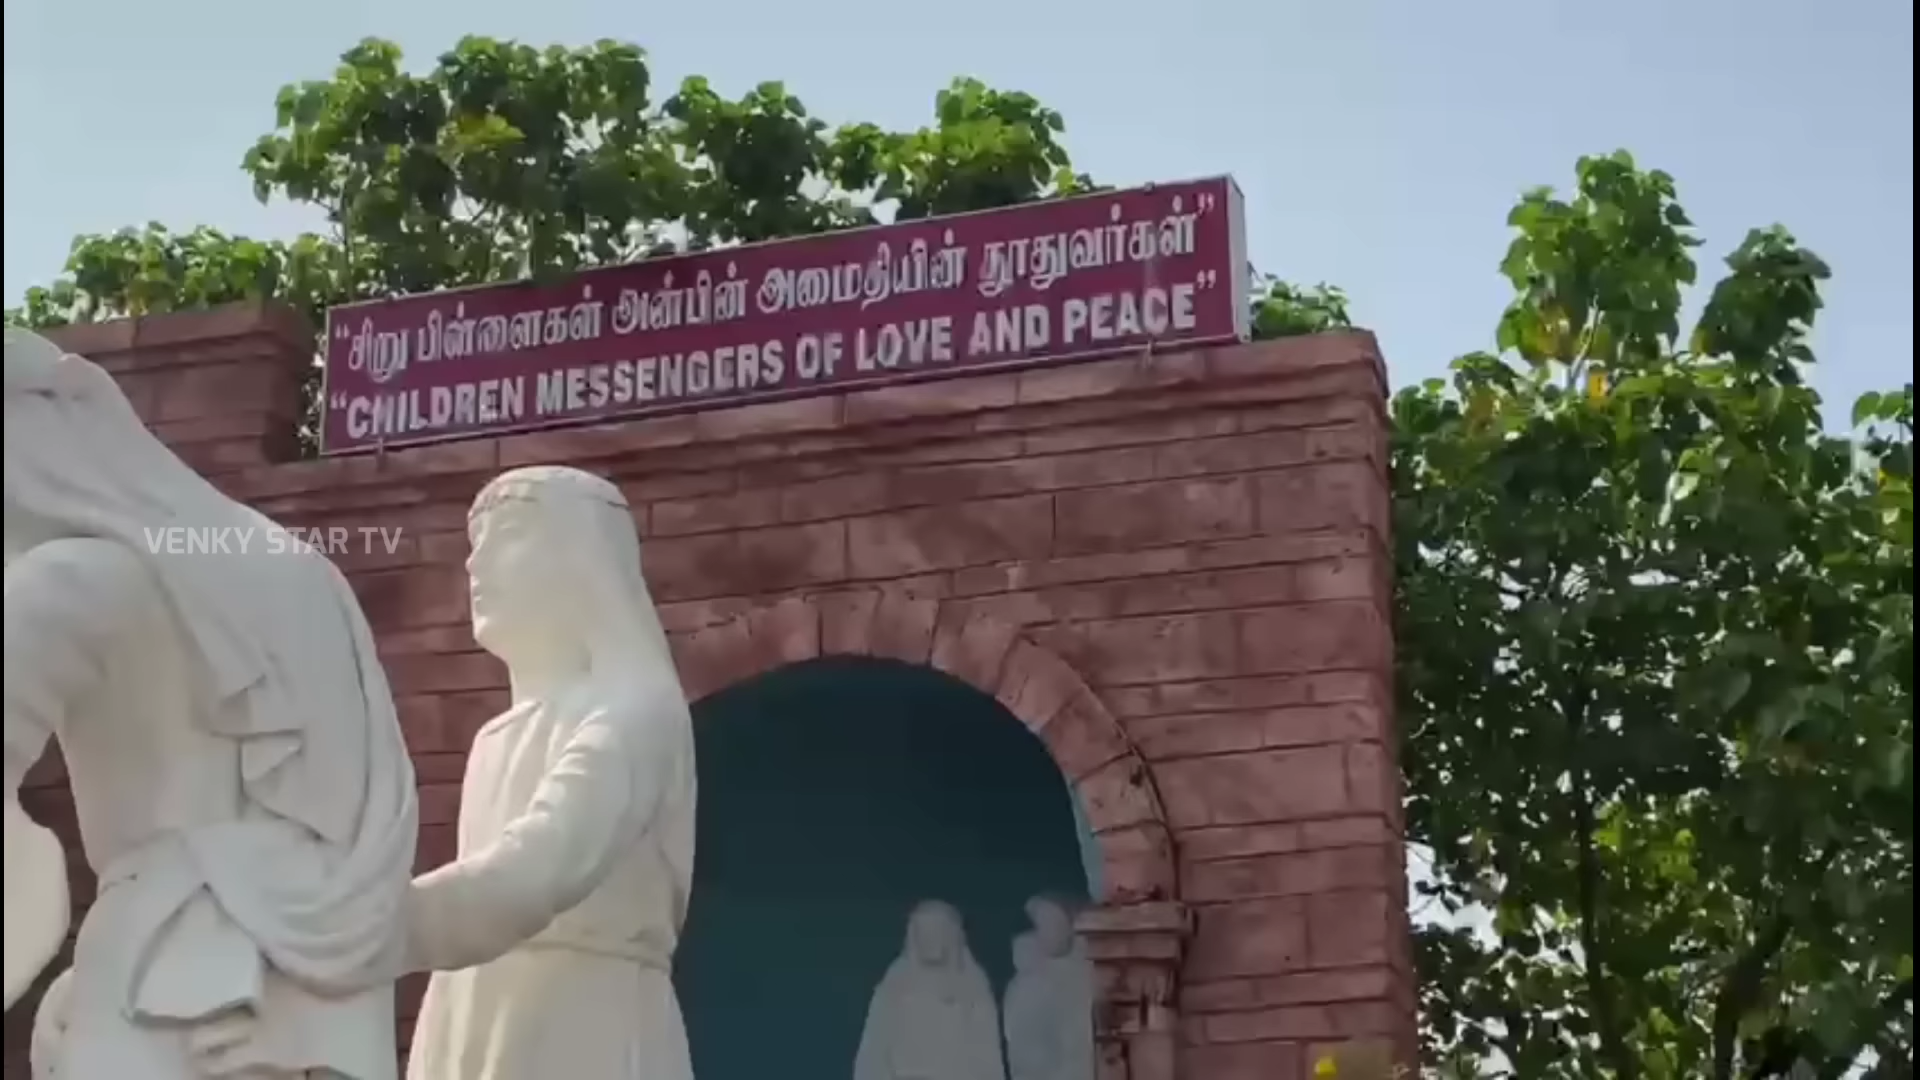 “சிறு பிள்ளைகள் அன்பின் அமைதியின் தூதுவர்கள்”
“CHILDREN MESSENGERS OF LOVE AND PEACE”
VENKY STAR TV